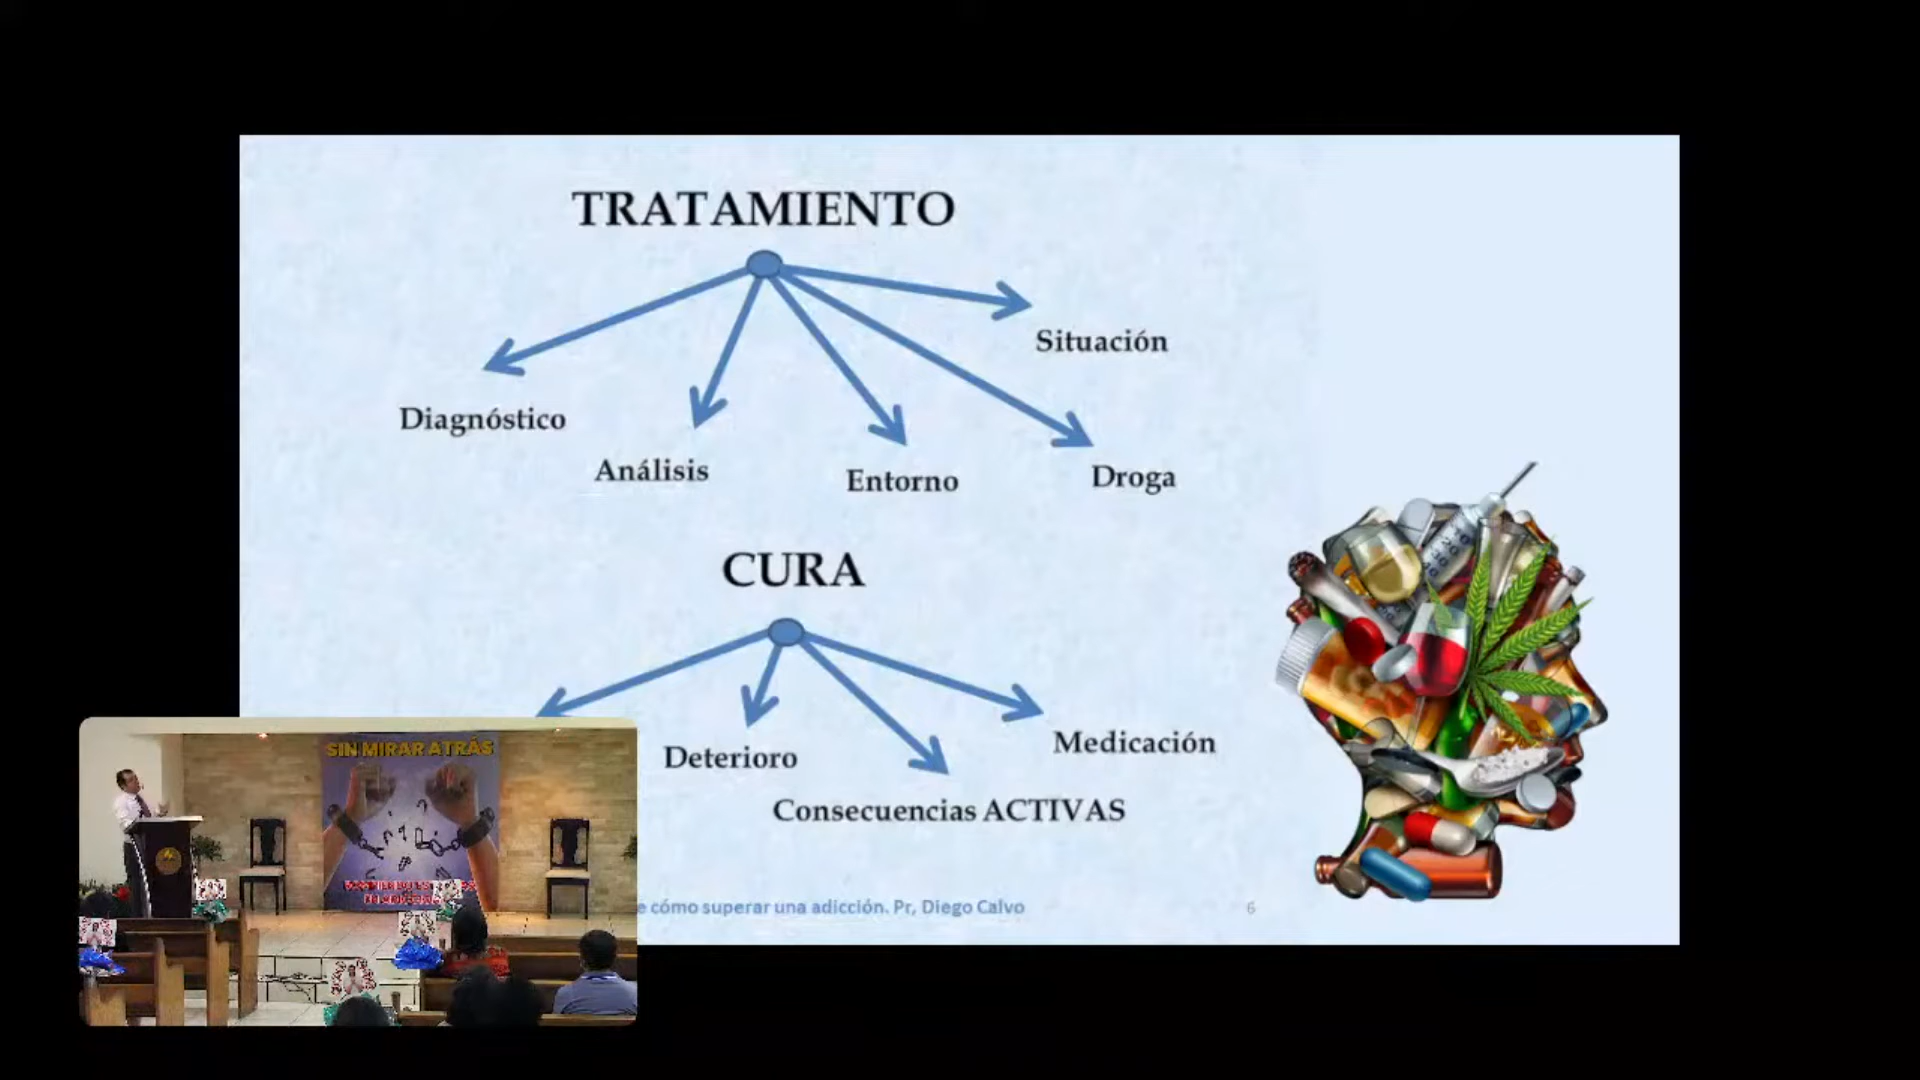 TRATAMIENTO
Situación
Diagnóstico
Análisis
Entorno
Droga
CURA
Medicación
Deterioro
Consecuencias ACTIVAS
e cómo superar una adicción. Pr, Diego Calvo
6
SIN MIRAR ATRÁS